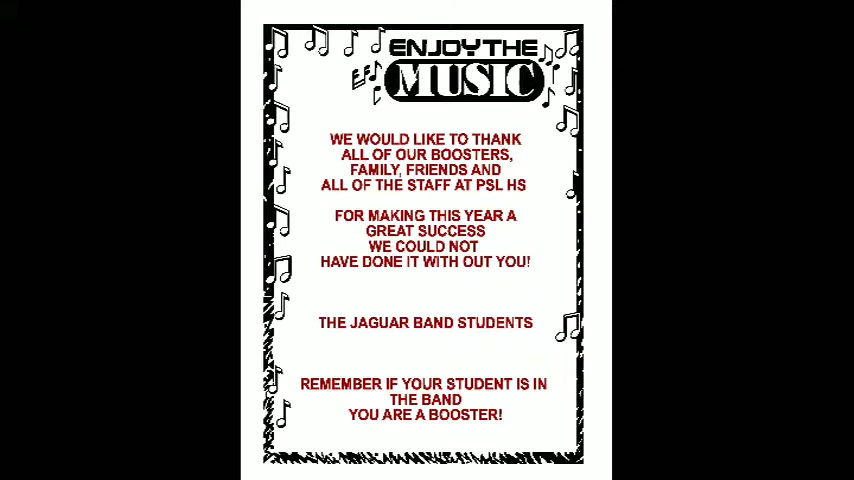 ENJOY THE
MUSIC
WE WOULD LIKE TO THANK
ALL OF OUR BOOSTERS,
FAMILY, FRIENDS AND
ALL OF THE STAFF AT PSL HS
FOR MAKING THIS YEAR A
GREAT SUCCESS
WE COULD NOT
HAVE DONE IT WITH OUT YOU!
THE JAGUAR BAND STUDENTS
REMEMBER IF YOUR STUDENT IS IN
THE BAND
YOU ARE A BOOSTER!